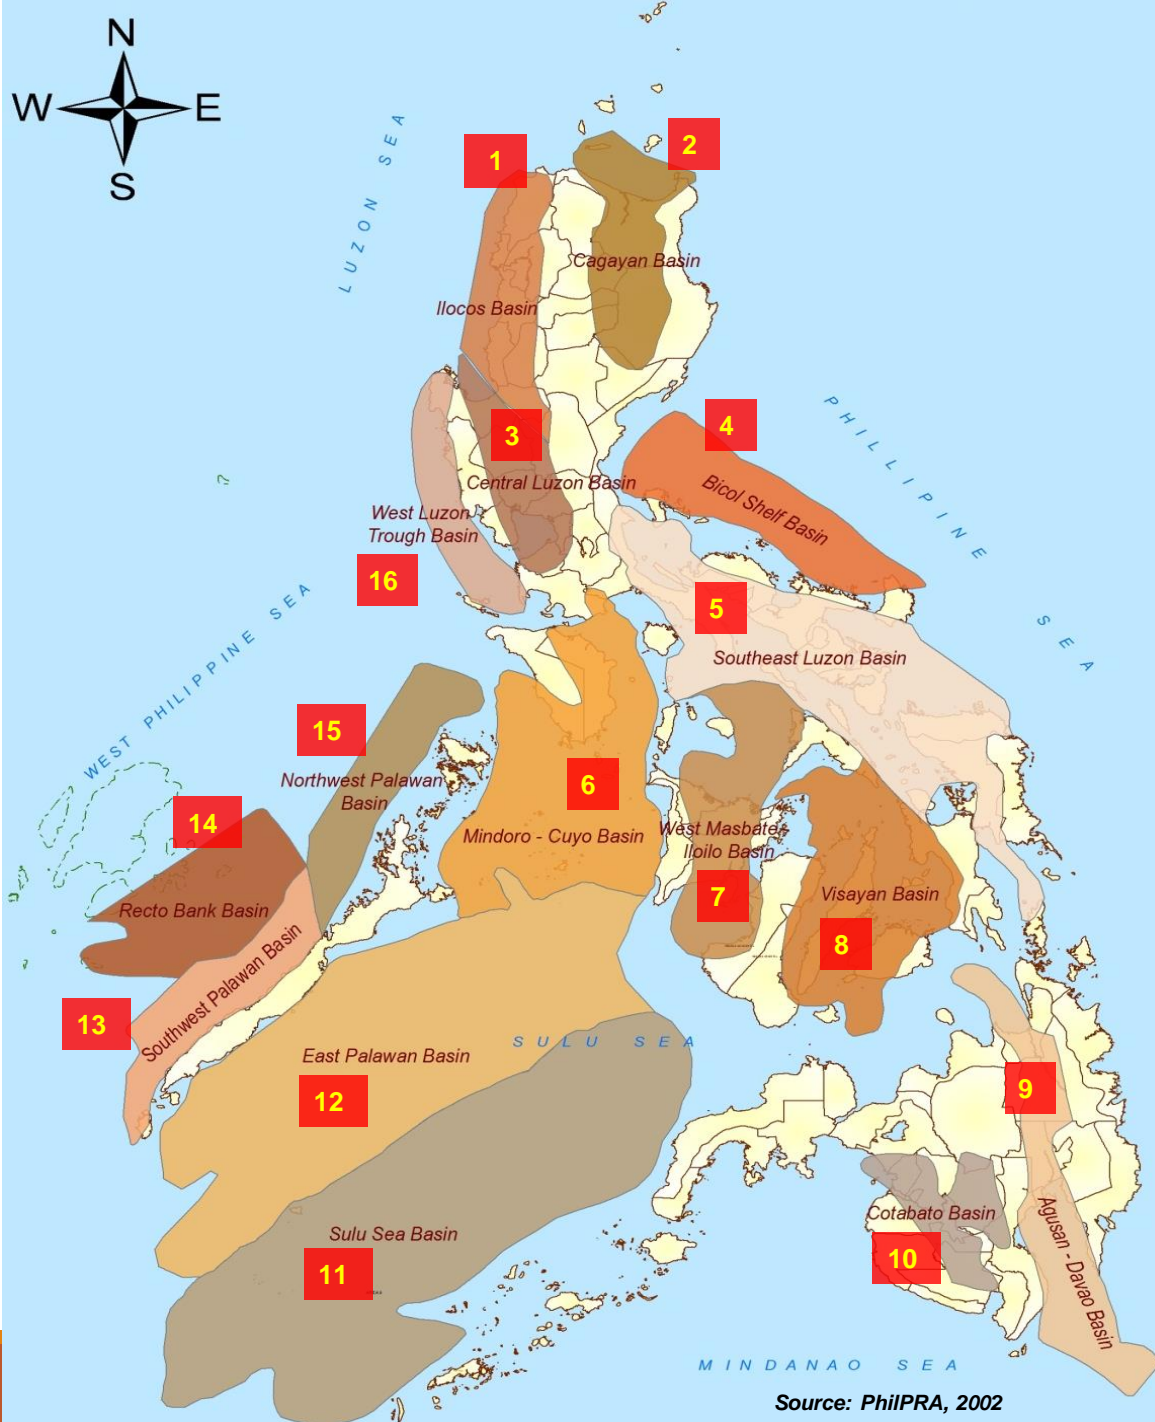 N
W
E
S
LUZON SEA
1
2
Cagayan Basin
Ilocos Basin
3
4
Central Luzon Basin
Bicol Shelf Basin
PHILLIPINE SEA
West Luzon
Trough Basin
16
5
Southeast Luzon Basin
WEST PHILIPPINE SEA
15
Northwest Palawan
Basin
6
Mindoro - Cuyo Basin
14
Recto Bank Basin
West Masbate -
Iloilo Basin
7
Visayan Basin
8
13
Southwest Palawan Basin
SULU SEA
East Palawan Basin
12
9
Agusan - Davao Basin
Cotabato Basin
10
Sulu Sea Basin
11
MINDANAO SEA
Source: PhilPRA, 2002